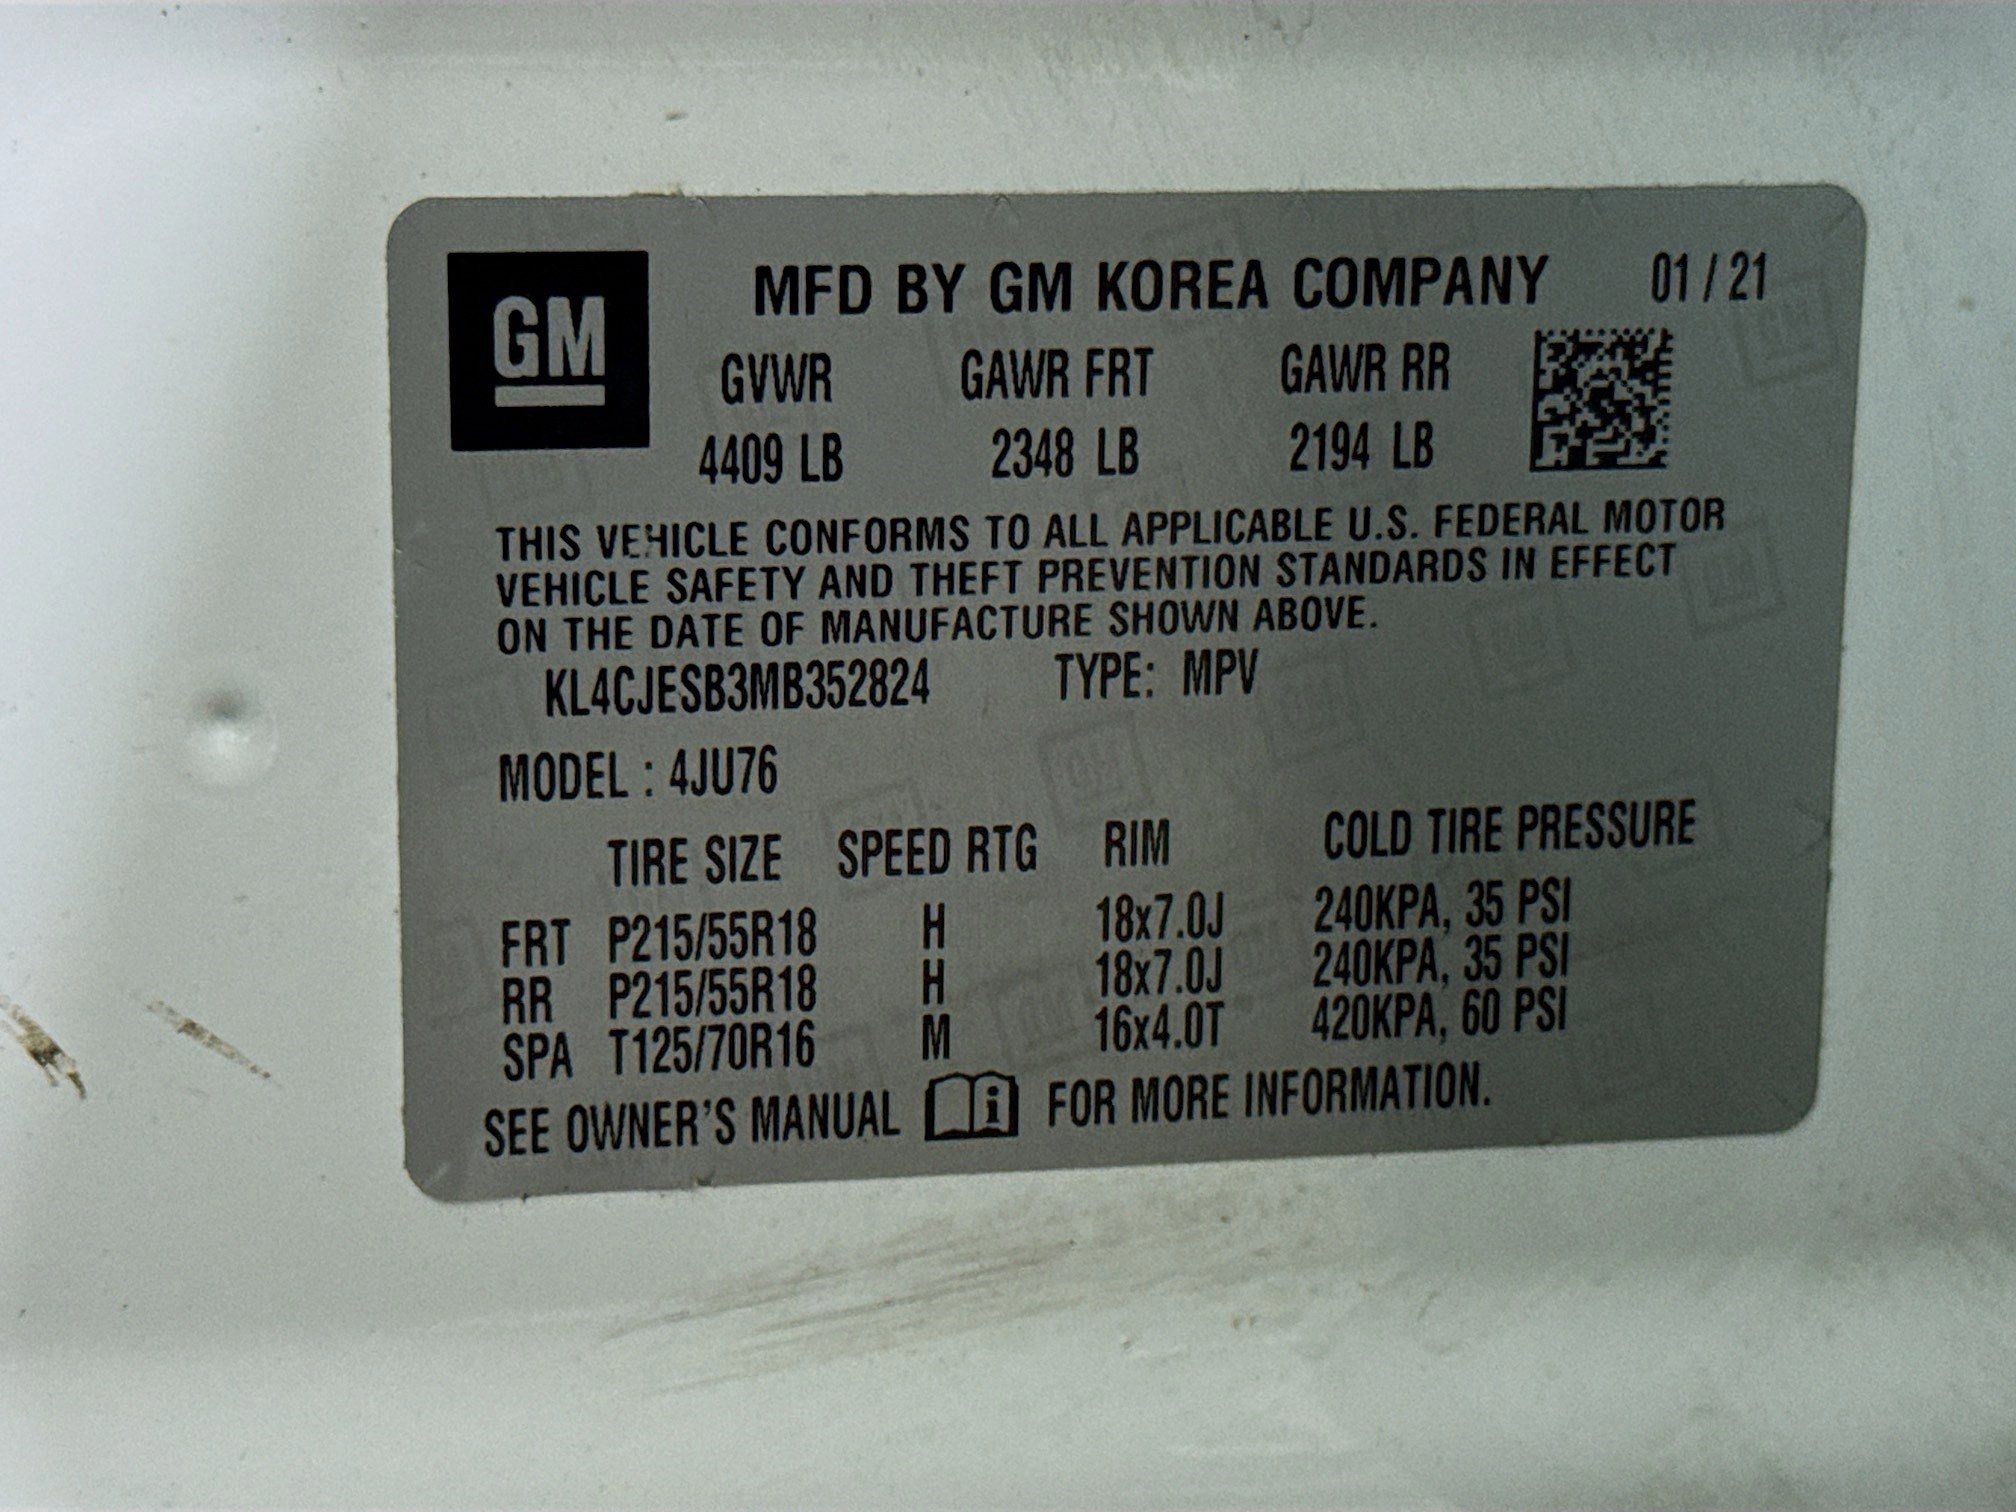 GM
MFD BY GM KOREA COMPANY 01 / 21
GVWR GAWR FRT GAWR RR
4409 LB 2348 LB 2194 LB
THIS VEHICLE CONFORMS TO ALL APPLICABLE U.S. FEDERAL MOTOR
VEHICLE SAFETY AND THEFT PREVENTION STANDARDS IN EFFECT
ON THE DATE OF MANUFACTURE SHOWN ABOVE.
KL4CJESB3MB352824 TYPE: MPV
MODEL : 4JU76
TIRE SIZE SPEED RTG RIM COLD TIRE PRESSURE
FRT P215/55R18 H 18x7.0J 240KPA, 35 PSI
RR P215/55R18 H 18x7.0J 240KPA, 35 PSI
SPA T125/70R16 M 16x4.0T 420KPA, 60 PSI
SEE OWNER'S MANUAL i FOR MORE INFORMATION.